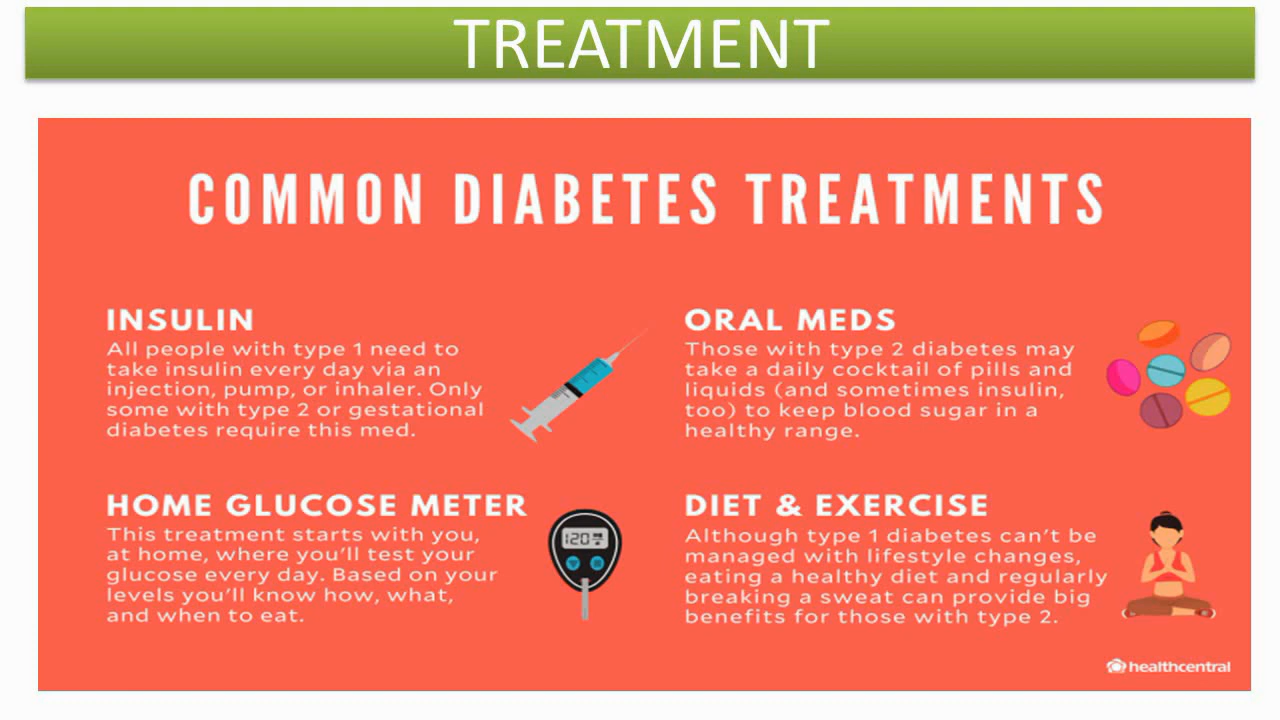 TREATMENT
COMMON DIABETES TREATMENTS
INSULIN
All people with type 1 need to
take insulin every day via an
injection, pump, or inhaler. Only
some with type 2 or gestational
diabetes require this med.
ORAL MEDS
Those with type 2 diabetes may
take a daily cocktail of pills and
liquids (and sometimes insulin,
too) to keep blood sugar in a
healthy range.
HOME GLUCOSE METER
This treatment starts with you,
at home, where you'll test your
glucose every day. Based on your
levels you'll know how, what,
and when to eat.
120
DIET & EXERCISE
Although type 1 diabetes can't be
managed with lifestyle changes,
eating a healthy diet and regularly
breaking a sweat can provide big
benefits for those with type 2.
healthcentral